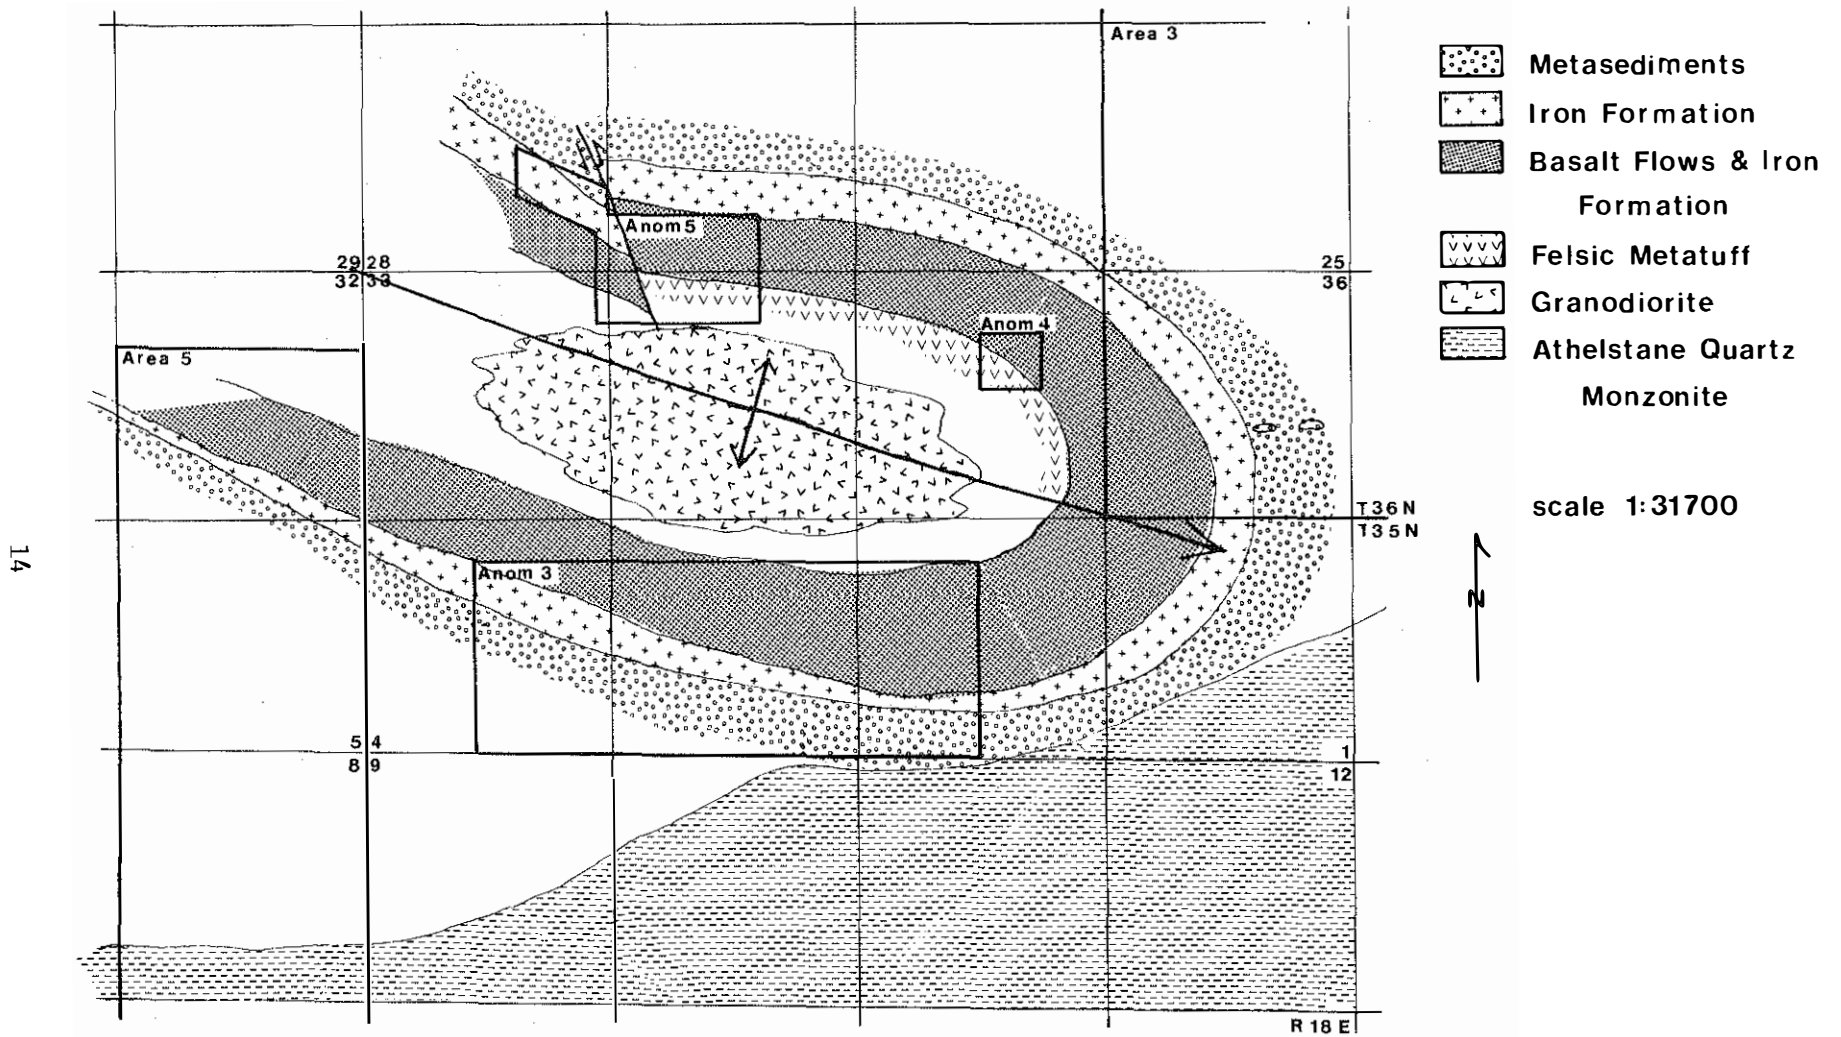 Area 3
Metasediments
Iron Formation
Basalt Flows & Iron
Formation
Felsic Metatuff
Granodiorite
Athelstane Quartz
Monzonite
scale 1:31700
Anom 5
29 28
32 33
25
36
Anom 4
Area 5
T36N
T35N
N
Anom 3
5 4
8 9
1
12
R 18 E
14